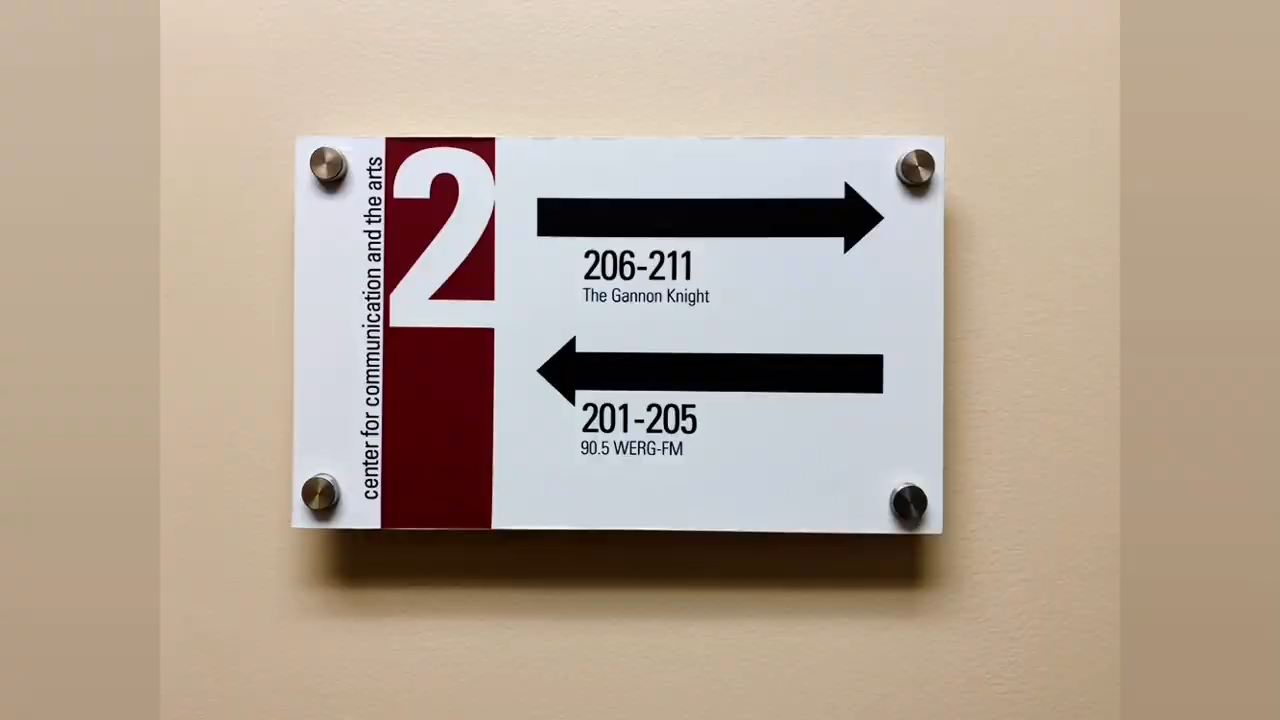 center for communication and the arts
2
206-211
The Gannon Knight
201-205
90.5 WERG-FM